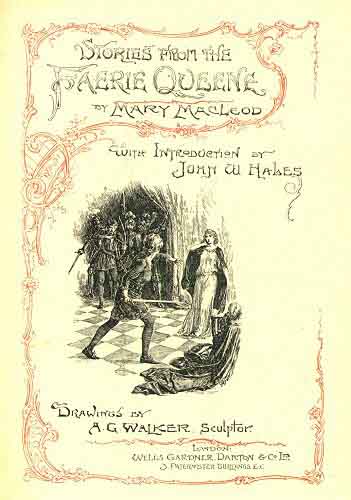 Stories from the
Faerie Queene
by Mary Macleod
with Introduction by
John W Hales
Drawings by
A.G. Walker Sculptor.
London:
Wells Gardner, Darton & Co Ld
3. Paternoster Buildings E.C.